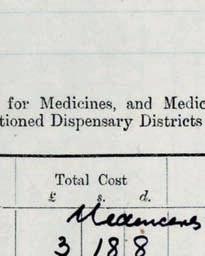 for Medicines, and Medic
tioned Dispensary Districts
Total Cost
£ s. d.
Medicines
3 18 8